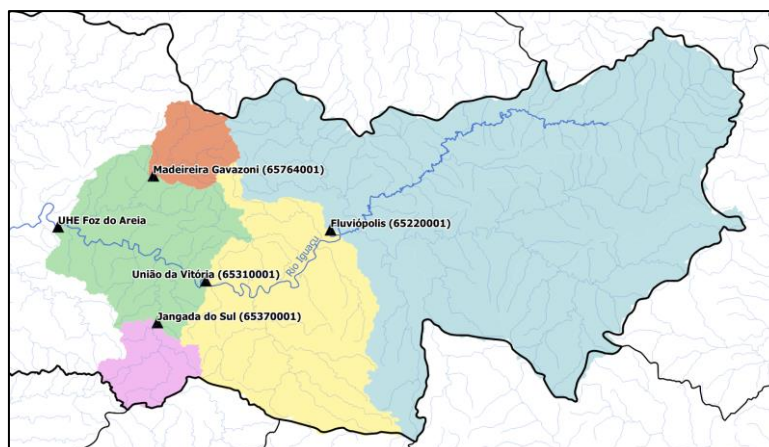 Madeireira Gavazoni (65764001)
UHE Foz do Areia
Fluviópolis (65220001)
Rio Iguaçu
União da Vitória (65310001)
Jangada do Sul (65370001)